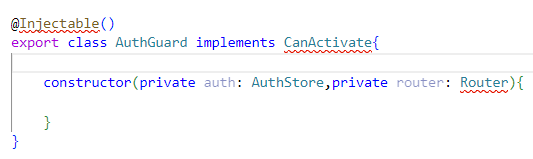 @Injectable()
export class AuthGuard implements CanActivate{
constructor(private auth: AuthStore,private router: Router){
}
}